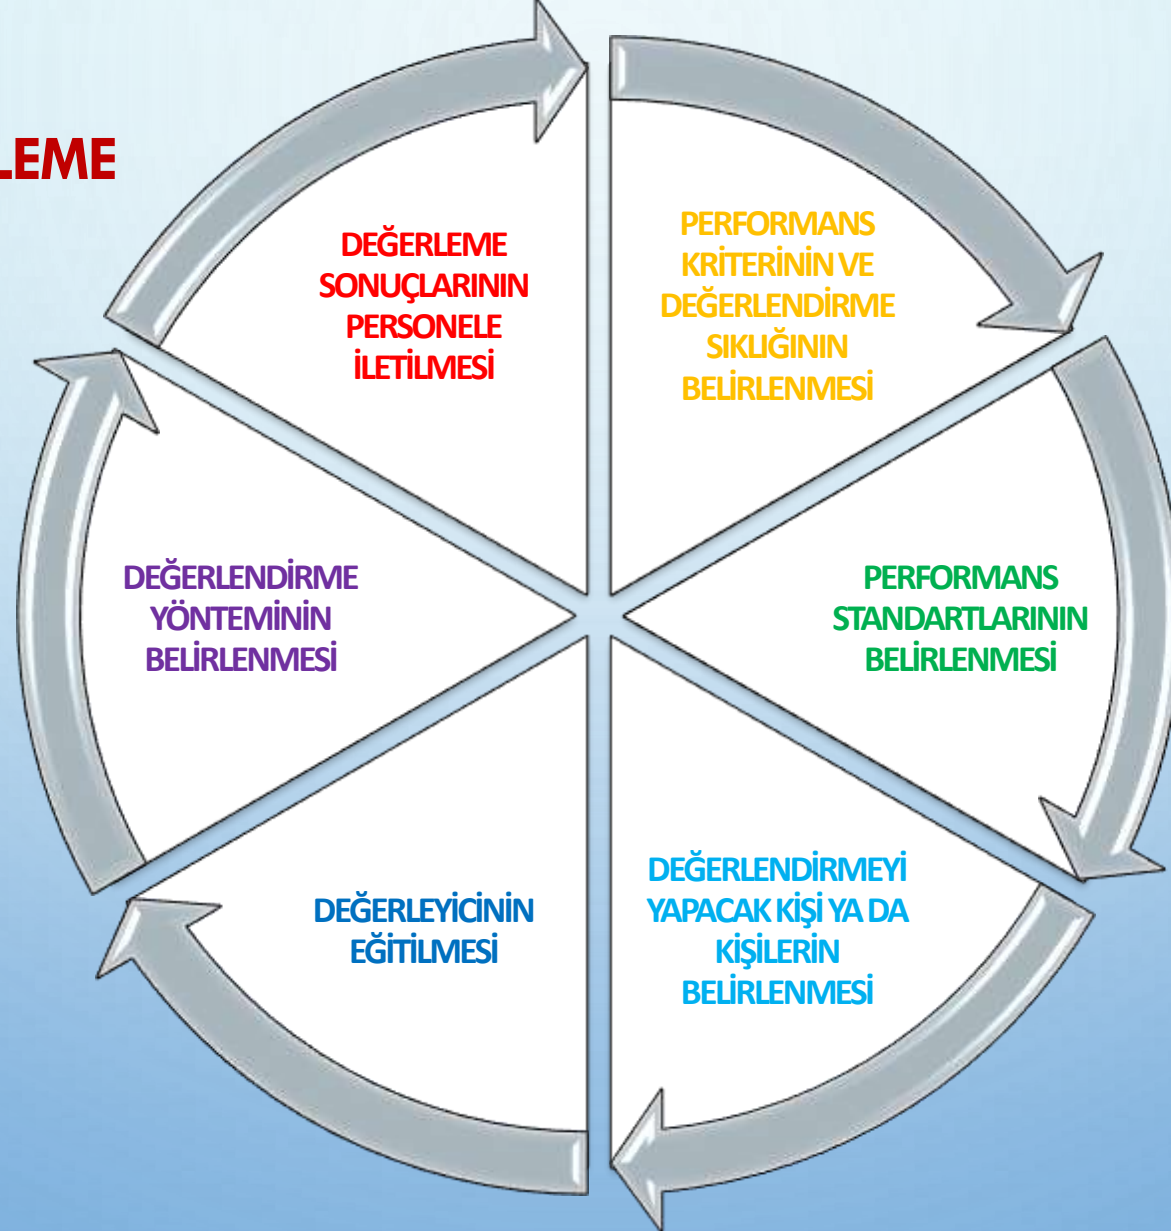 LEME
DEĞERLEME
SONUÇLARININ
PERSONELE
İLETİLMESİ
PERFORMANS
KRİTERİNİN VE
DEĞERLENDİRME
SIKLIĞININ
BELİRLENMESİ
PERFORMANS
STANDARTLARININ
BELİRLENMESİ
DEĞERLENDİRMEYİ
YAPACAK KİŞİ YA DA
KİŞİLERİN
BELİRLENMESİ
DEĞERLEYİCİNİN
EĞİTİLMESİ
DEĞERLENDİRME
YÖNTEMİNİN
BELİRLENMESİ